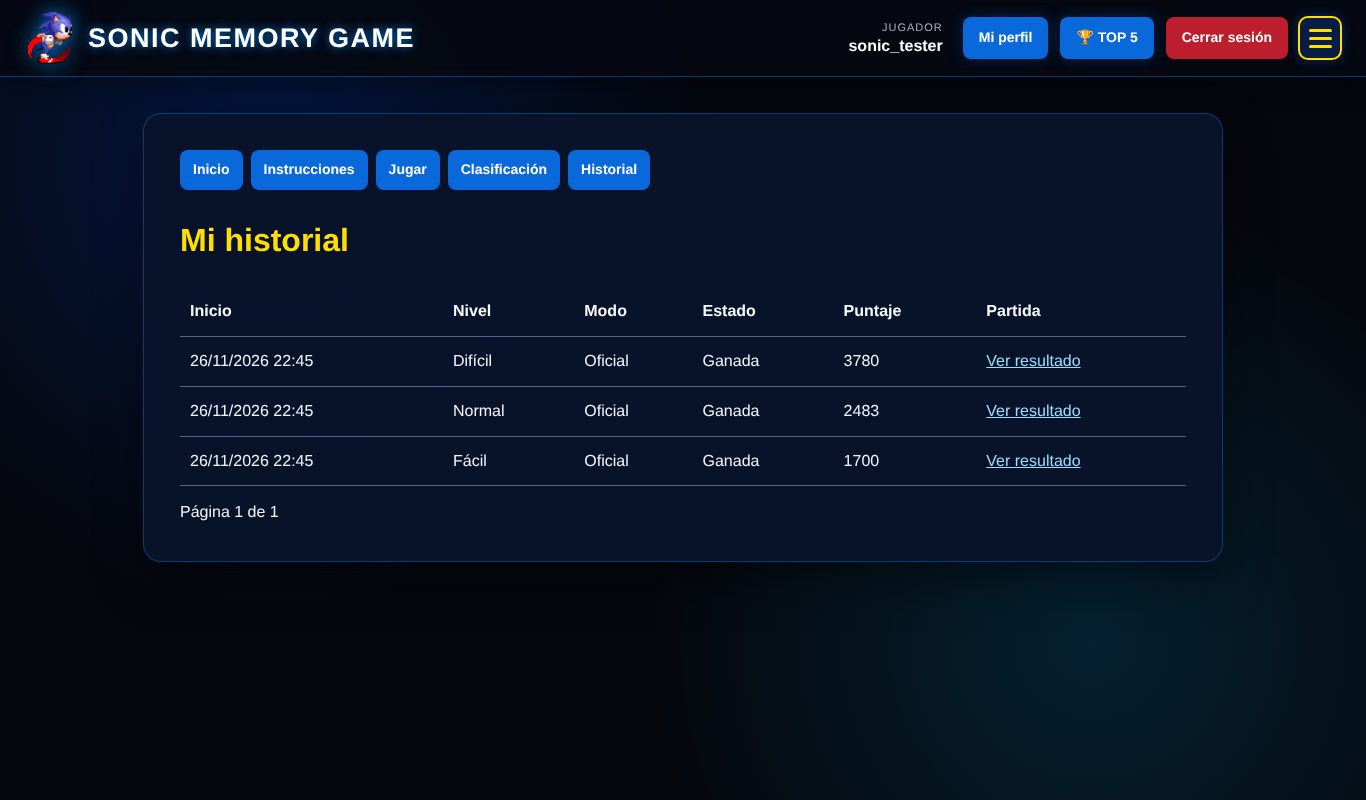 SONIC MEMORY GAME
JUGADOR
sonic_tester
Mi perfil
🏆 TOP 5
Cerrar sesión
Inicio Instrucciones Jugar Clasificación Historial
Mi historial
Inicio Nivel Modo Estado Puntaje Partida
26/11/2026 22:45 Difícil Oficial Ganada 3780 Ver resultado
26/11/2026 22:45 Normal Oficial Ganada 2483 Ver resultado
26/11/2026 22:45 Fácil Oficial Ganada 1700 Ver resultado
Página 1 de 1